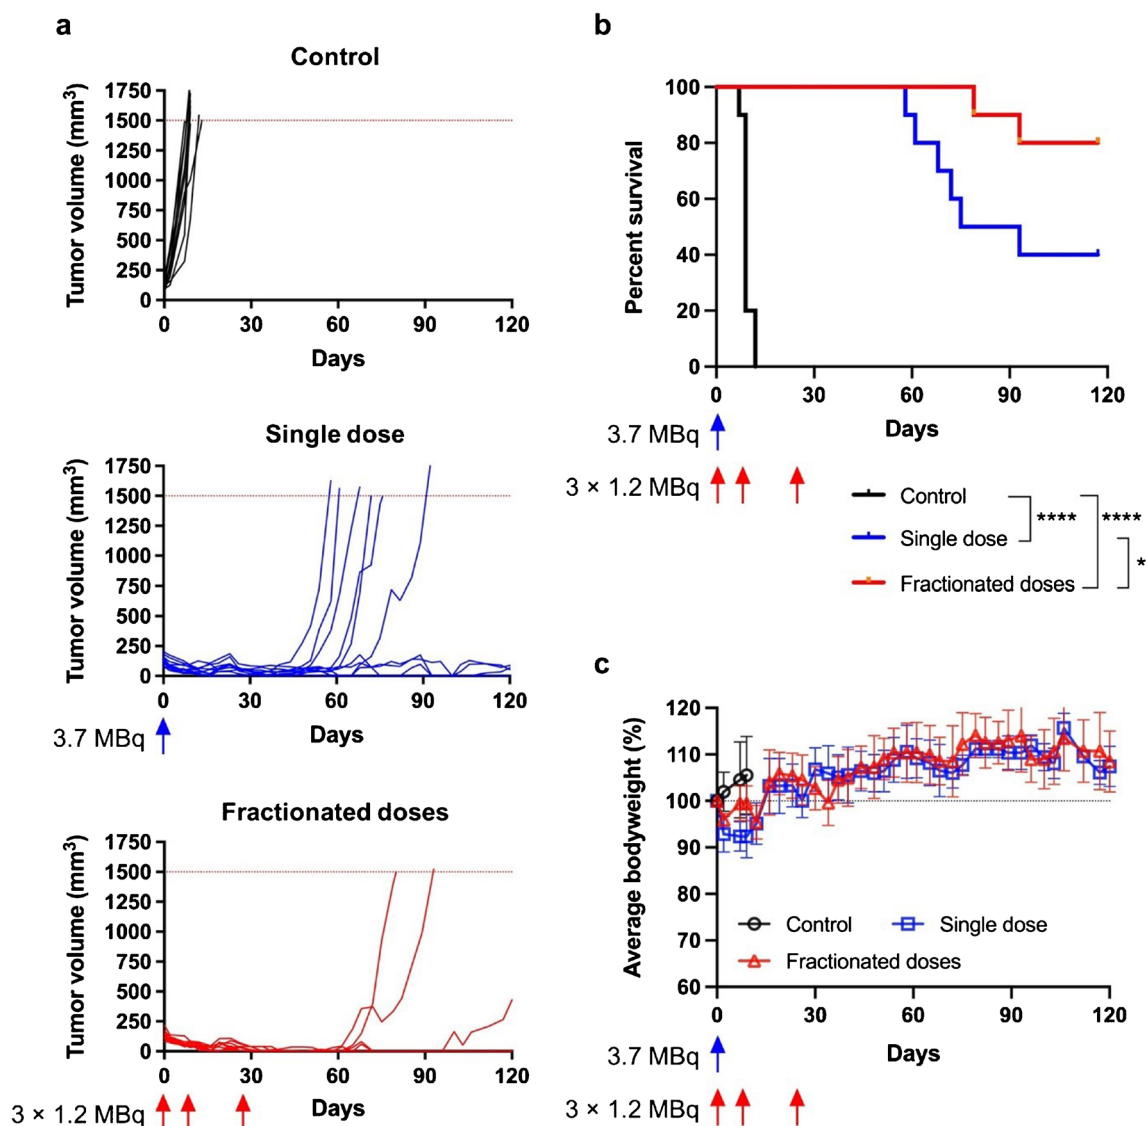 a
Control
Tumor volume (mm³)
1750
1500
1250
1000
750
500
250
0
0 30 60 90 120
Days
Single dose
Tumor volume (mm³)
1750
1500
1250
1000
750
500
250
0
0 30 60 90 120
Days
3.7 MBq
Fractionated doses
Tumor volume (mm³)
1750
1500
1250
1000
750
500
250
0
0 30 60 90 120
Days
3 × 1.2 MBq
b
Percent survival
100
80
60
40
20
0
0 30 60 90 120
Days
3.7 MBq
3 × 1.2 MBq
Control
Single dose
Fractionated doses
**** ****
*
c
Average bodyweight (%)
120
110
100
90
80
70
60
Control Single dose
Fractionated doses
0 30 60 90 120
Days
3.7 MBq
3 × 1.2 MBq